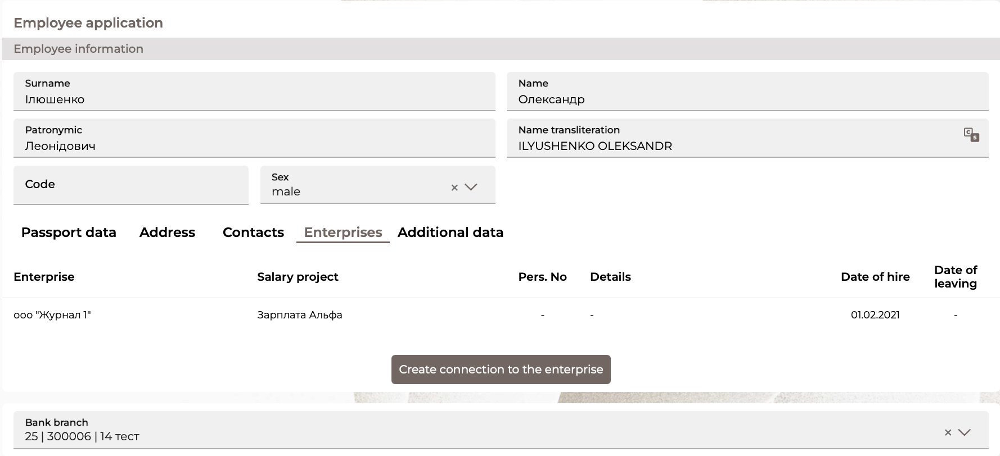 Employee application
Employee information
Surname
Ілюшенко
Name
Олександр
Patronymic
Леонідович
Name transliteration
ILYUSHENKO OLEKSANDR
C S
Code
Sex
male
Passport data Address Contacts Enterprises Additional data
Enterprise Salary project Pers. No Details Date of hire Date of leaving
ооо "Журнал 1" Зарплата Альфа - - 01.02.2021 -
Create connection to the enterprise
Bank branch
25 | 300006 | 14 тест